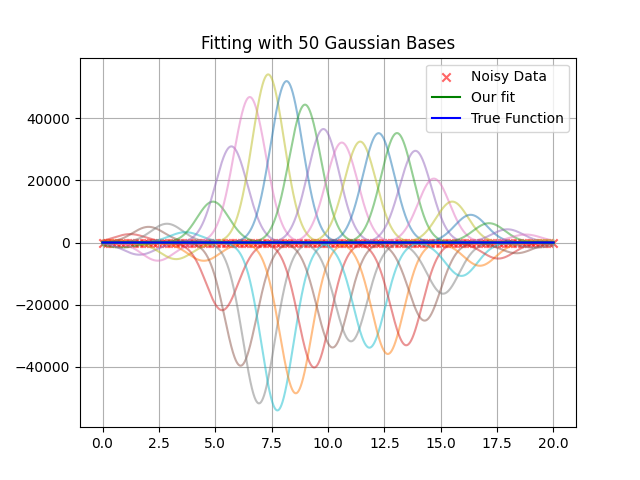 Fitting with 50 Gaussian Bases
Noisy Data
Our fit
True Function
40000
20000
0
−20000
−40000
0.0 2.5 5.0 7.5 10.0 12.5 15.0 17.5 20.0